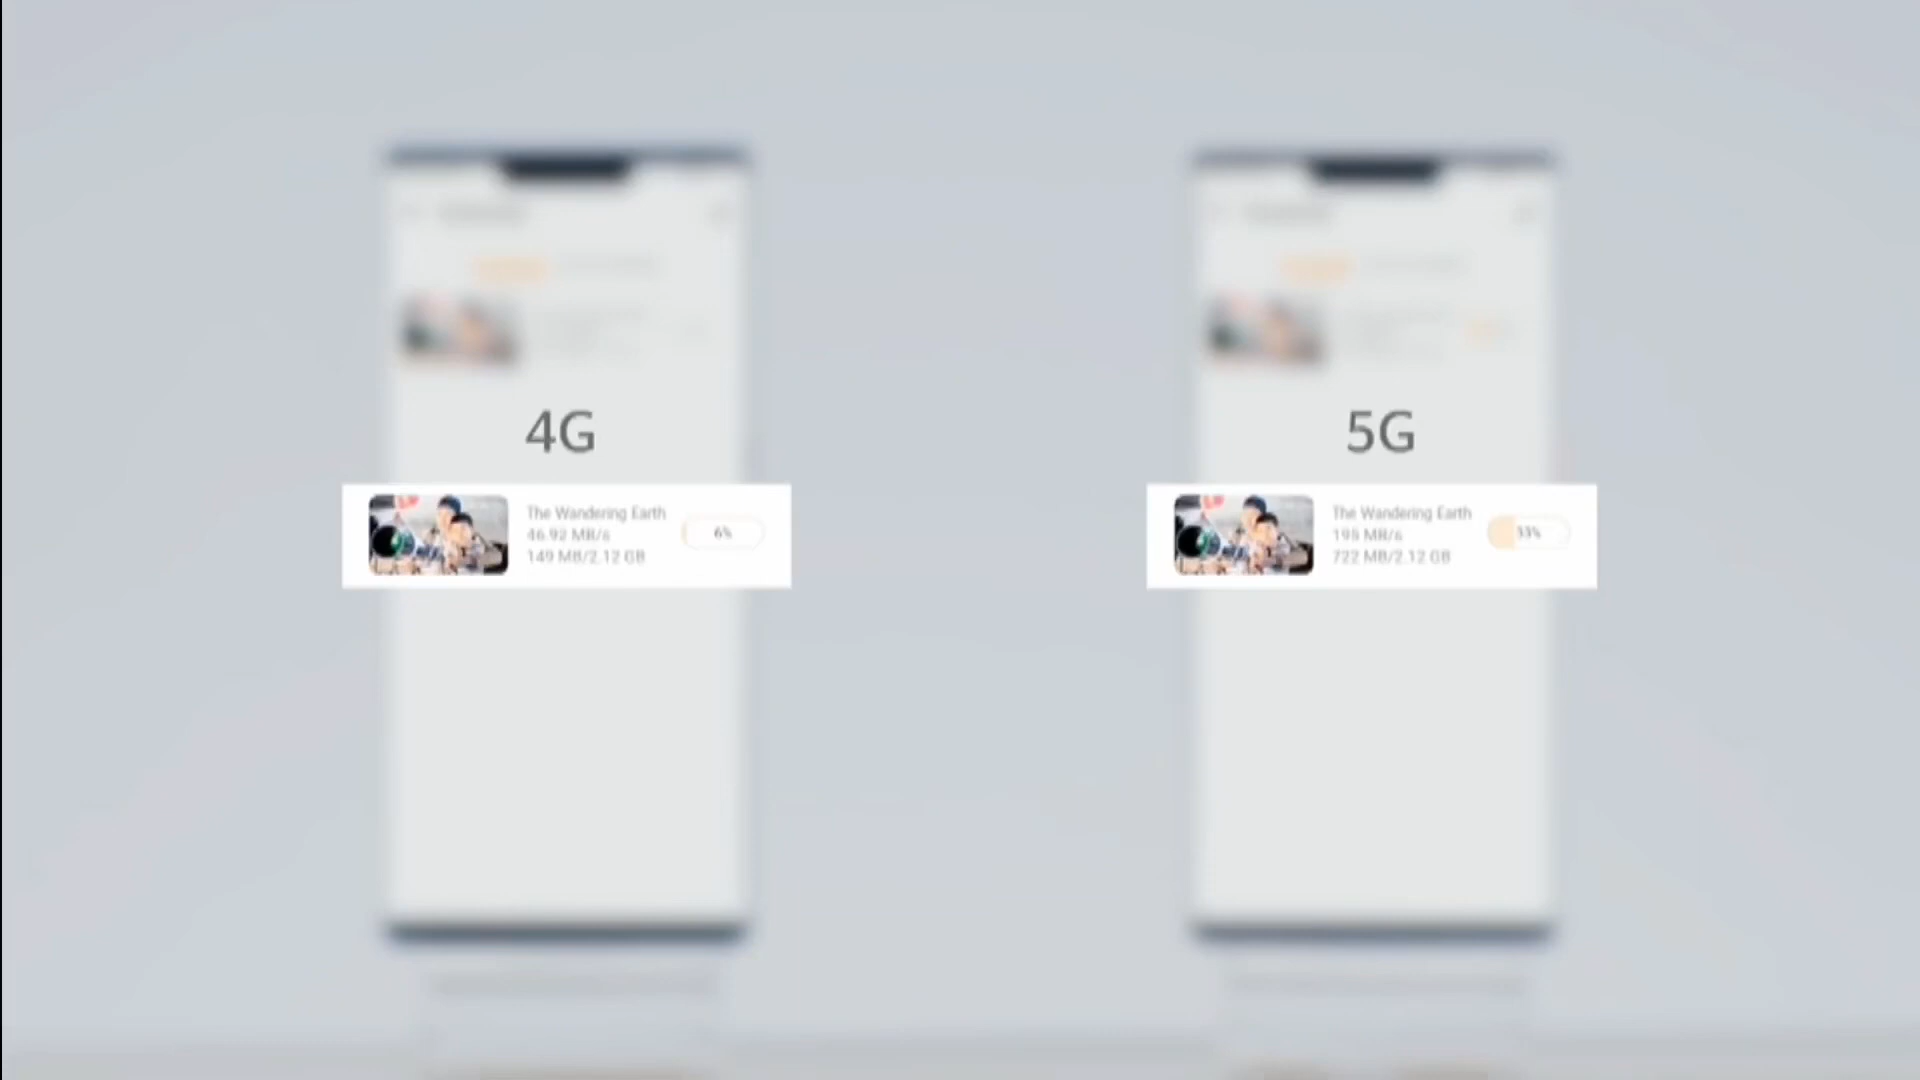 4G
The Wandering Earth
46.92 MB/s
149 MB/2.12 GB
6%
5G
The Wandering Earth
195 MB/s
722 MB/2.12 GB
33%